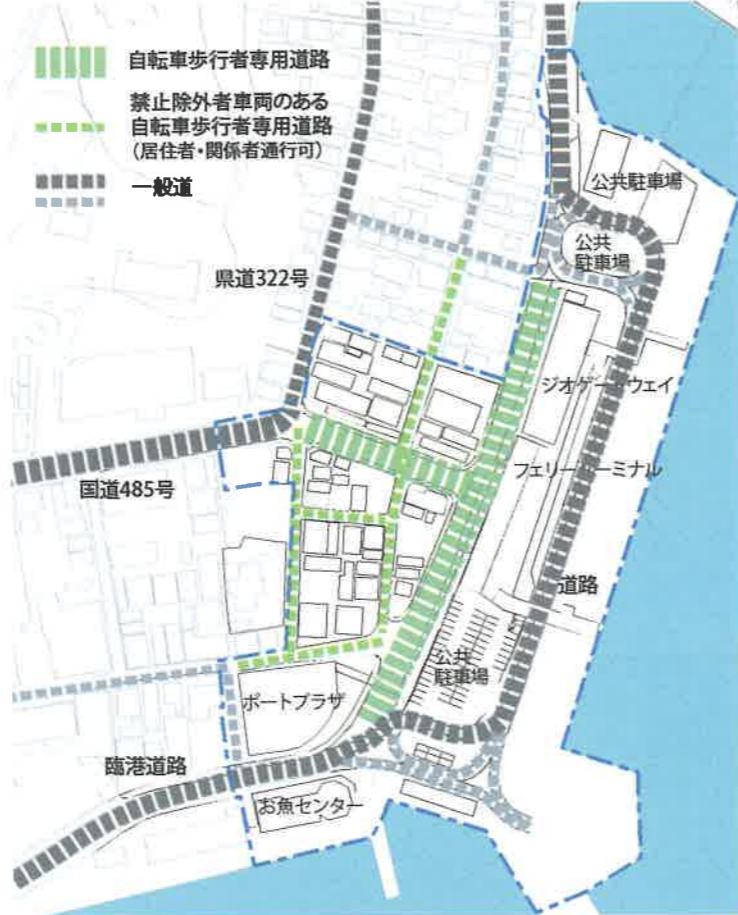 自転車歩行者専用道路
禁止除外者車両のある
自転車歩行者専用道路
(居住者・関係者通行可)
一般道
公共駐車場
公共
駐車場
県道322号
ジオゲートウェイ
フェリーターミナル
国道485号
道路
公共
駐車場
ポートプラザ
臨港道路
お魚センター